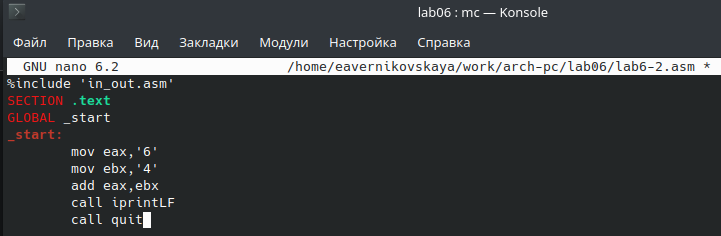 lab06 : mc — Konsole
Файл Правка Вид Закладки Модули Настройка Справка
GNU nano 6.2 /home/eavernikovskaya/work/arch-pc/lab06/lab6-2.asm *
%include 'in_out.asm'
SECTION .text
GLOBAL _start
_start:
mov eax,'6'
mov ebx,'4'
add eax,ebx
call iprintLF
call quit